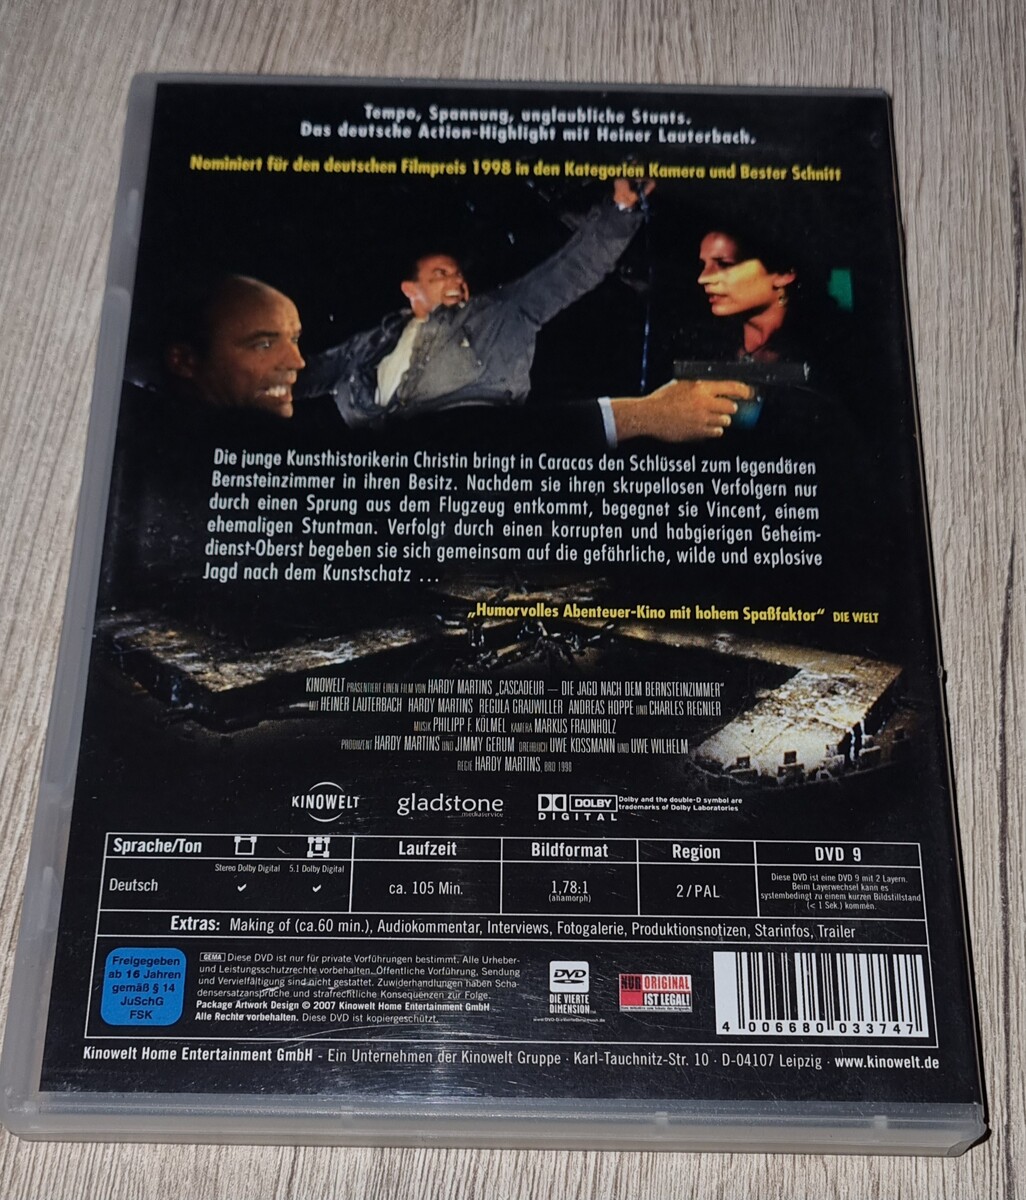 Tempo, Spannung, unglaubliche Stunts.
Das deutsche Action-Highlight mit Heiner Lauterbach.
Nominiert für den deutschen Filmpreis 1998 in den Kategorien Kamera und Bester Schnitt
Die junge Kunsthistorikerin Christin bringt in Caracas den Schlüssel zum legendären
Bernsteinzimmer in ihren Besitz. Nachdem sie ihren skrupellosen Verfolgern nur
durch einen Sprung aus dem Flugzeug entkommt, begegnet sie Vincent, einem
ehemaligen Stuntman. Verfolgt durch einen korrupten und habgierigen Geheim-
dienst-Oberst begeben sie sich gemeinsam auf die gefährliche, wilde und explosive
Jagd nach dem Kunstschatz ...
„Humorvolles Abenteuer-Kino mit hohem Spaßfaktor“ DIE WELT
KINOWELT PRÄSENTIERT EINEN FILM VON HARDY MARTINS „CASCADEUR – DIE JAGD NACH DEM BERNSTEINZIMMER“
MIT HEINER LAUTERBACH HARDY MARTINS REGULA GRAUWILLER ANDREAS HOPPE UND CHARLES REGNIER
MUSIK PHILIPP F. KÖLMEL KAMERA MARKUS FRAUNHOLZ
PRODUZENT HARDY MARTINS UND JIMMY GERUM DREHBUCH UWE KOSSMANN UND UWE WILHELM
REGIE HARDY MARTINS, BRD 1998
KINOWELT
gladstone
mediaservice
DOLBY
DIGITAL
Dolby and the double-D symbol are
trademarks of Dolby Laboratories
Sprache/Ton
Stereo Dolby Digital 5.1 Dolby Digital
Deutsch
Laufzeit
ca. 105 Min.
Bildformat
1,78:1
(anamorph)
Region
2/PAL
DVD 9
Diese DVD ist eine DVD 9 mit 2 Layern.
Beim Layerwechsel kann es
systembedingt zu einem kurzen Bildstillstand
(< 1 Sek.) kommen.
Extras: Making of (ca.60 min.), Audiokommentar, Interviews, Fotogalerie, Produktionsnotizen, Starinfos, Trailer
Freigegeben
ab 16 Jahren
gemäß § 14
JuSchG
FSK
GEMA Diese DVD ist nur für private Vorführungen bestimmt. Alle Urheber-
und Leistungsschutzrechte vorbehalten. Öffentliche Vorführung, Sendung
und Vervielfältigung sind nicht gestattet. Zuwiderhandlungen haben Scha-
densersatzansprüche und strafrechtliche Konsequenzen zur Folge.
Package Artwork Design © 2007 Kinowelt Home Entertainment GmbH
Alle Rechte vorbehalten. Diese DVD ist kopiergeschützt.
DVD
DIE VIERTE
DIMENSION
NUR ORIGINAL
IST LEGAL!
4 006680 033747
Kinowelt Home Entertainment GmbH - Ein Unternehmen der Kinowelt Gruppe · Karl-Tauchnitz-Str. 10 · D-04107 Leipzig · www.kinowelt.de